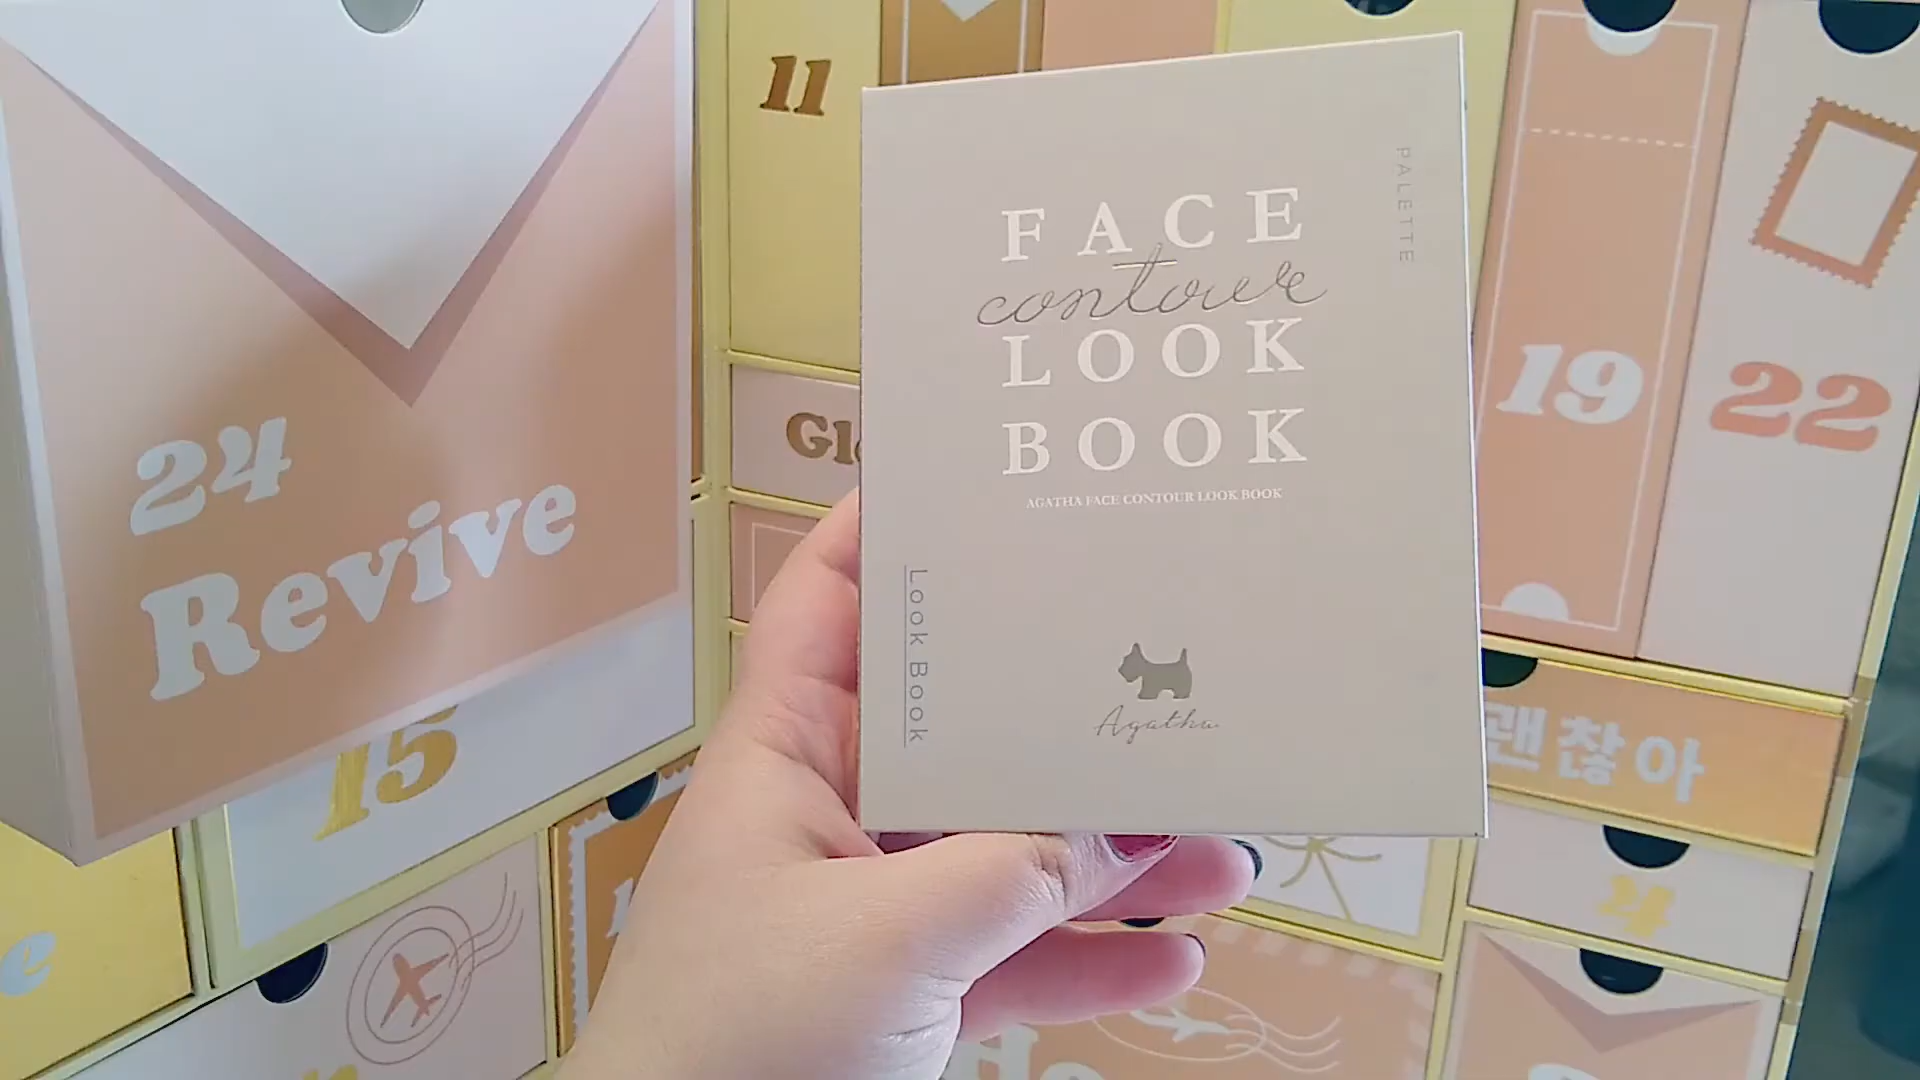 11
24
Revive
15
FACE
contour
LOOK
BOOK
AGATHA FACE CONTOUR LOOK BOOK
PALETTE
Look Book
Agatha
19
22
괜찮아
4